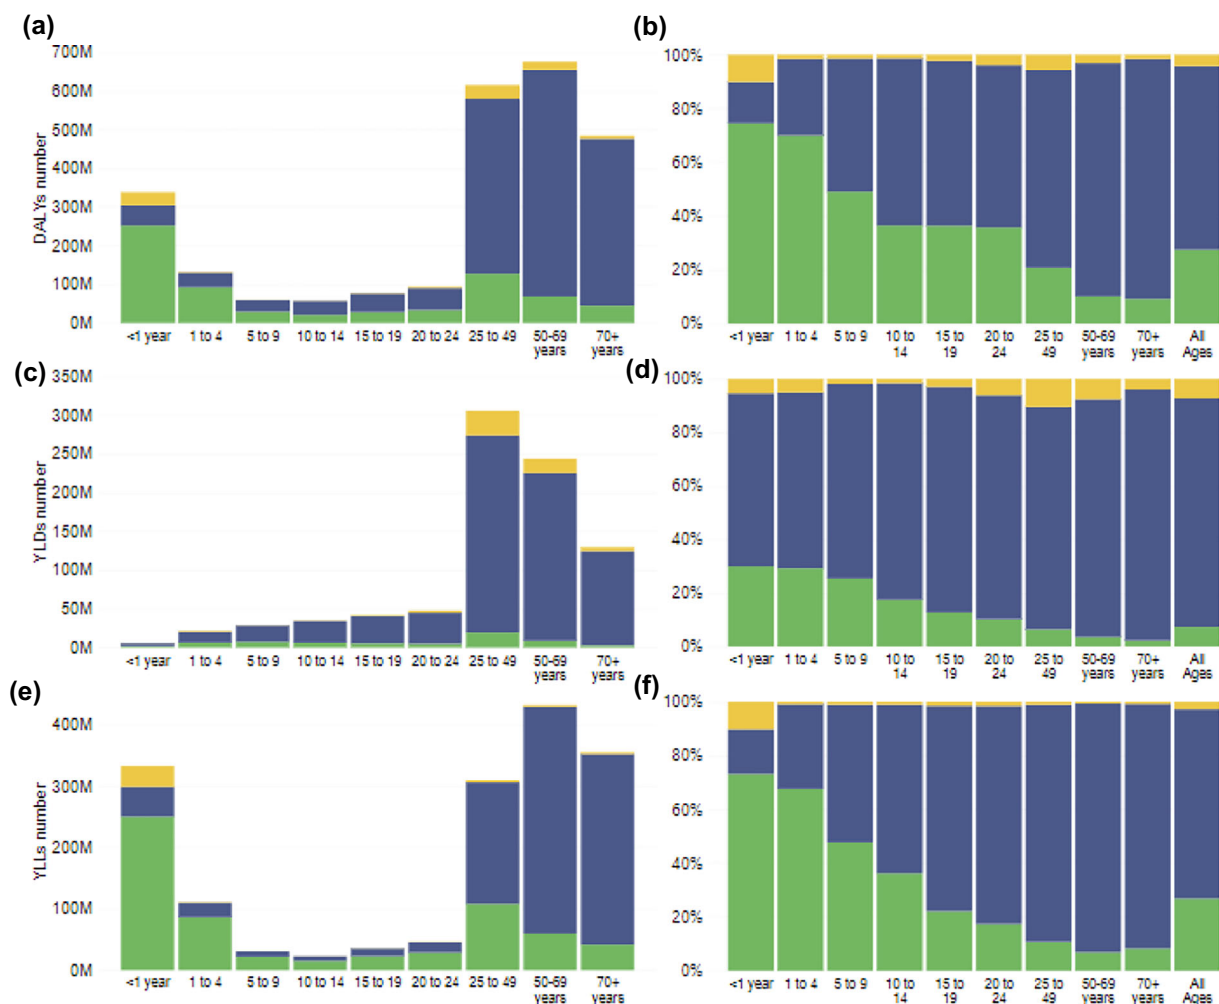 (a)
700M
600M
500M
400M
300M
200M
100M
0M
DALYs number
<1 year 1 to 4 5 to 9 10 to 14 15 to 19 20 to 24 25 to 49 50-69 70+
years years
(b)
100%
80%
60%
40%
20%
0%
<1 year 1 to 4 5 to 9 10 to 15 to 20 to 25 to 50-69 70+ All
14 19 24 49 years years Ages
(c)
350M
300M
250M
200M
150M
100M
50M
0M
YLDs number
<1 year 1 to 4 5 to 9 10 to 14 15 to 19 20 to 24 25 to 49 50-69 70+
years years
(d)
100%
80%
60%
40%
20%
0%
<1 year 1 to 4 5 to 9 10 to 15 to 20 to 25 to 50-69 70+ All
14 19 24 49 years years Ages
(e)
400M
300M
200M
100M
0M
YLLs number
<1 year 1 to 4 5 to 9 10 to 14 15 to 19 20 to 24 25 to 49 50-69 70+
years years
(f)
100%
80%
60%
40%
20%
0%
<1 year 1 to 4 5 to 9 10 to 15 to 20 to 25 to 50-69 70+ All
14 19 24 49 years years Ages